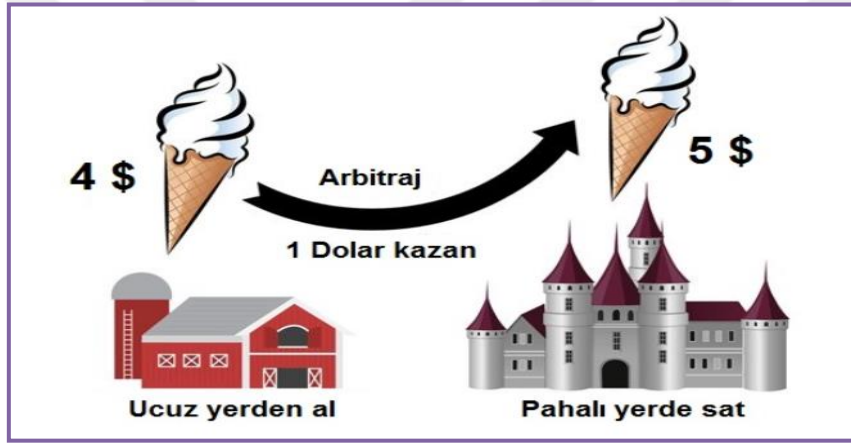 4 $
5 $
Arbitraj
1 Dolar kazan
Ucuz yerden al
Pahalı yerde sat